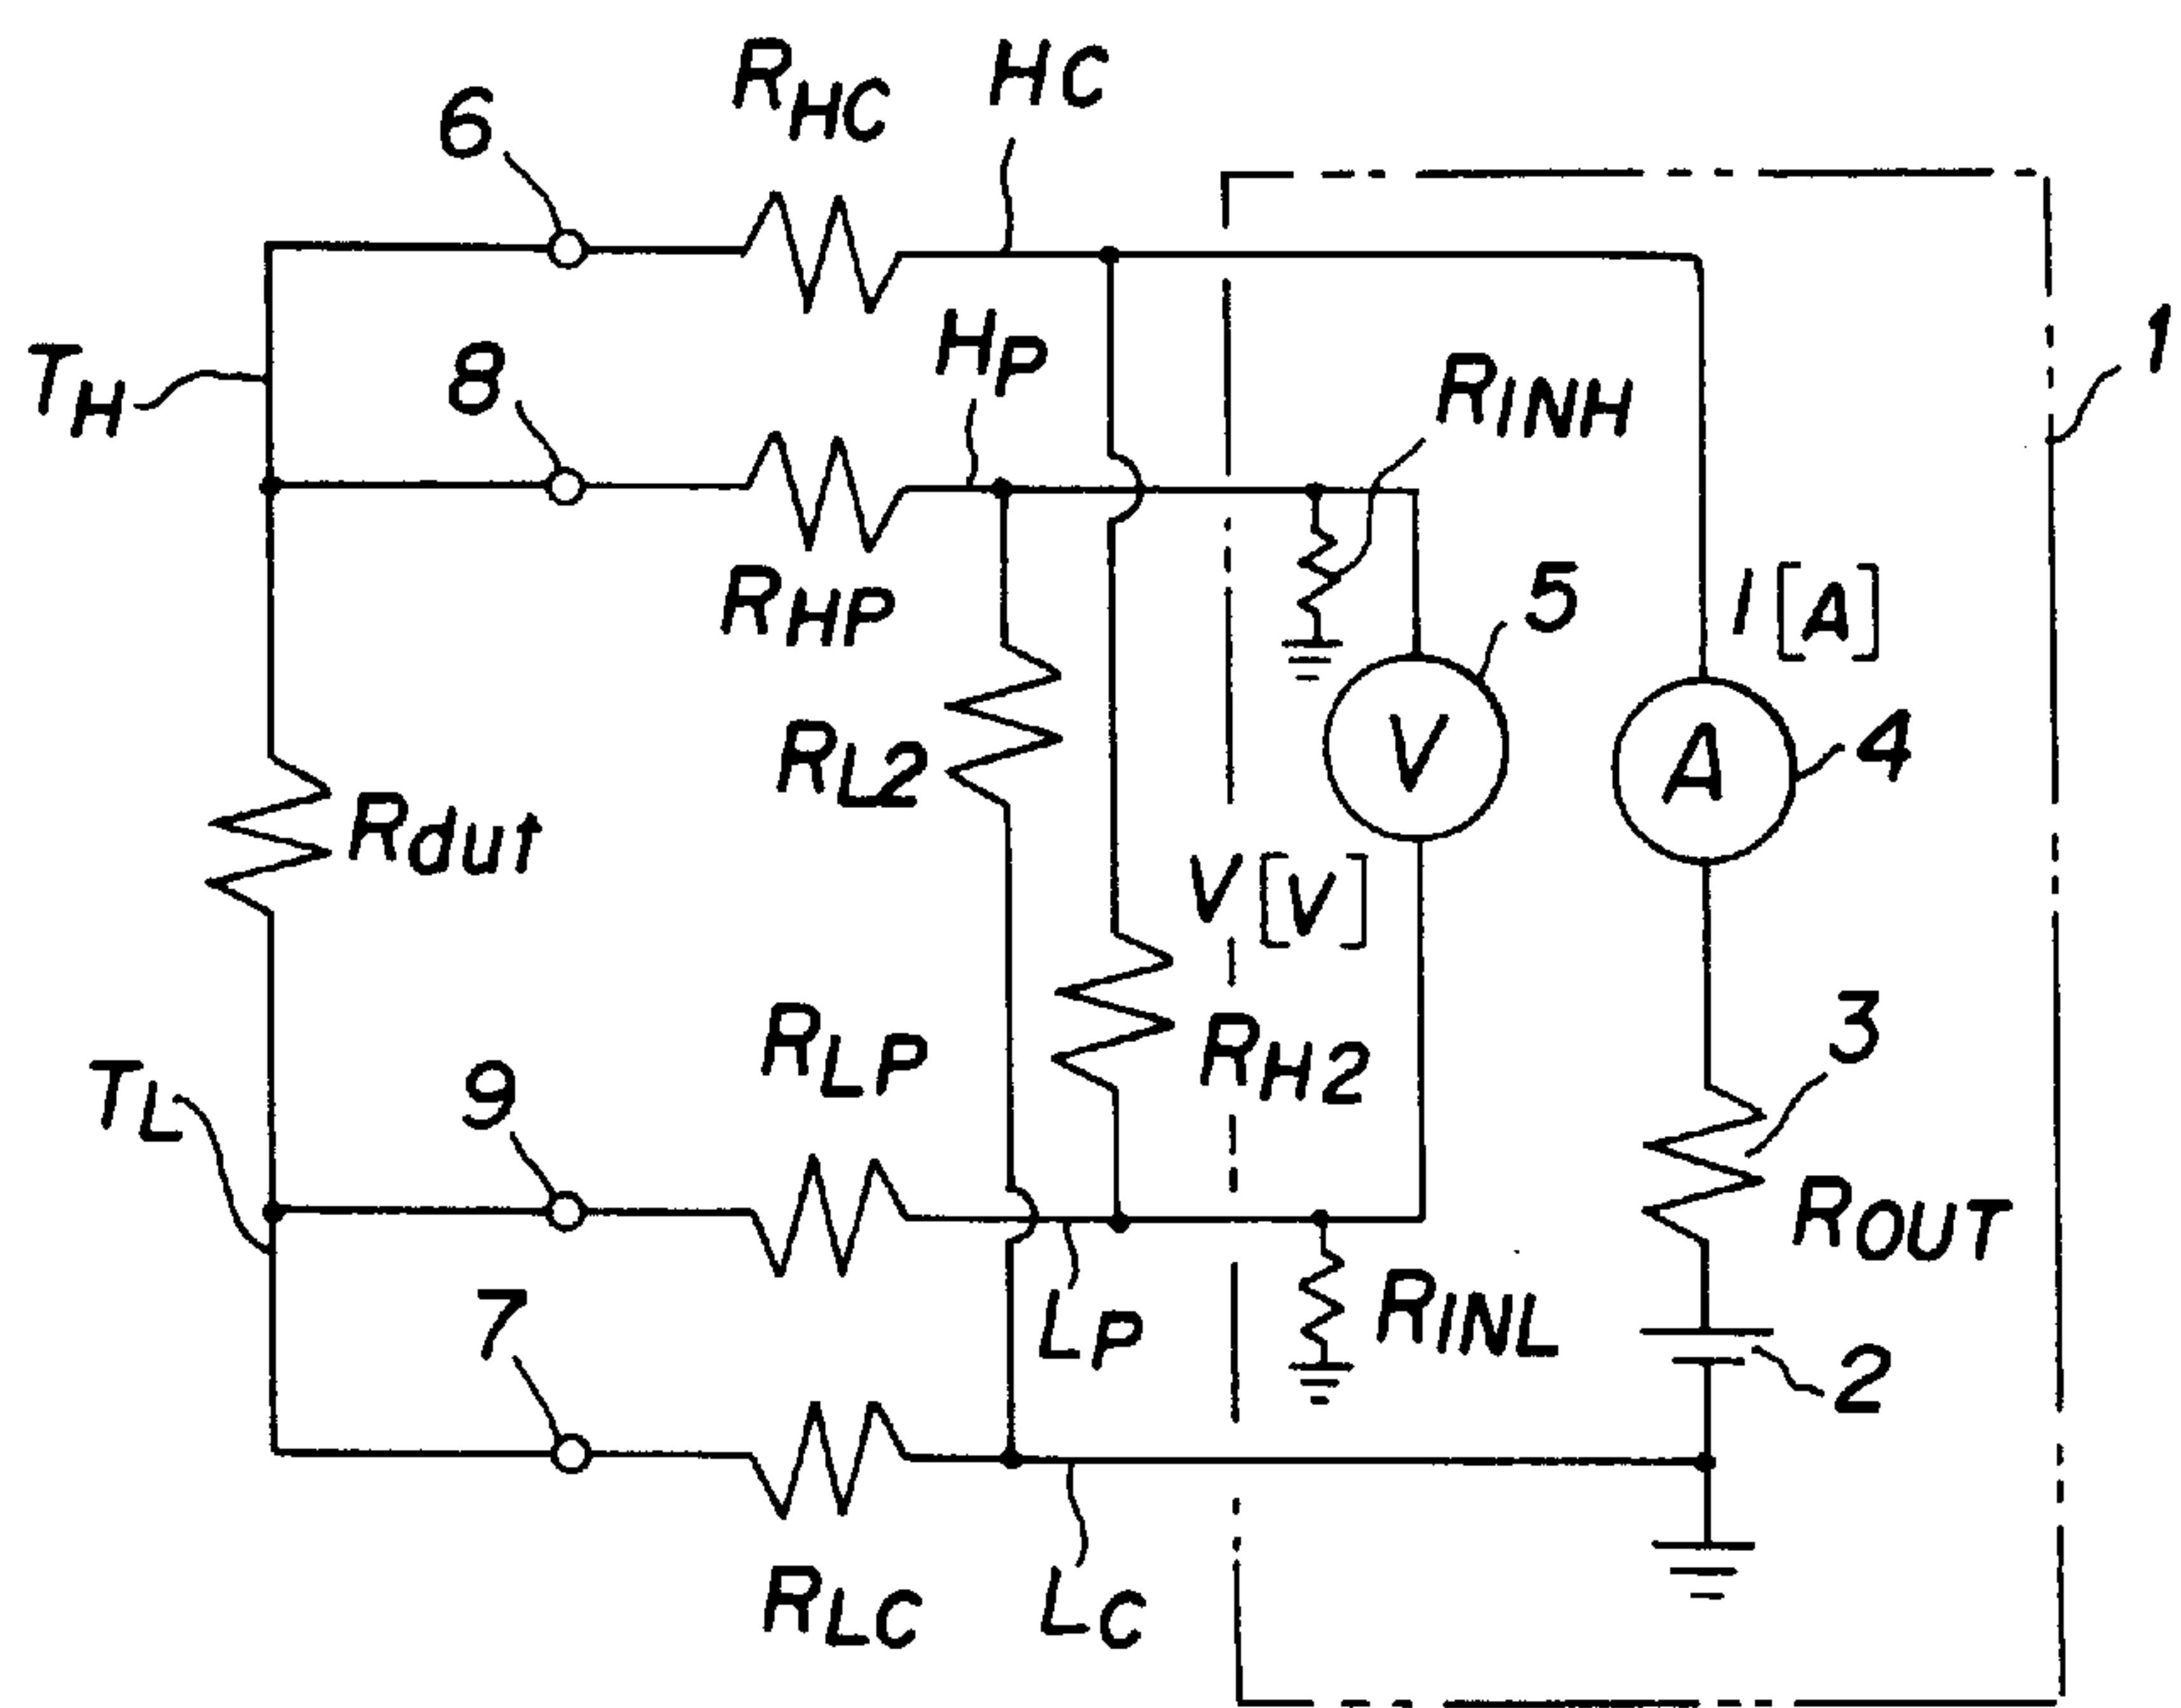 RHC
HC
6
HP
RINH
1
TH
8
RHP
5
I[A]
RL2
V
A
4
Rdut
V[V]
RLP
RH2
3
TL
9
ROUT
LP
RINL
7
2
RLC
LC